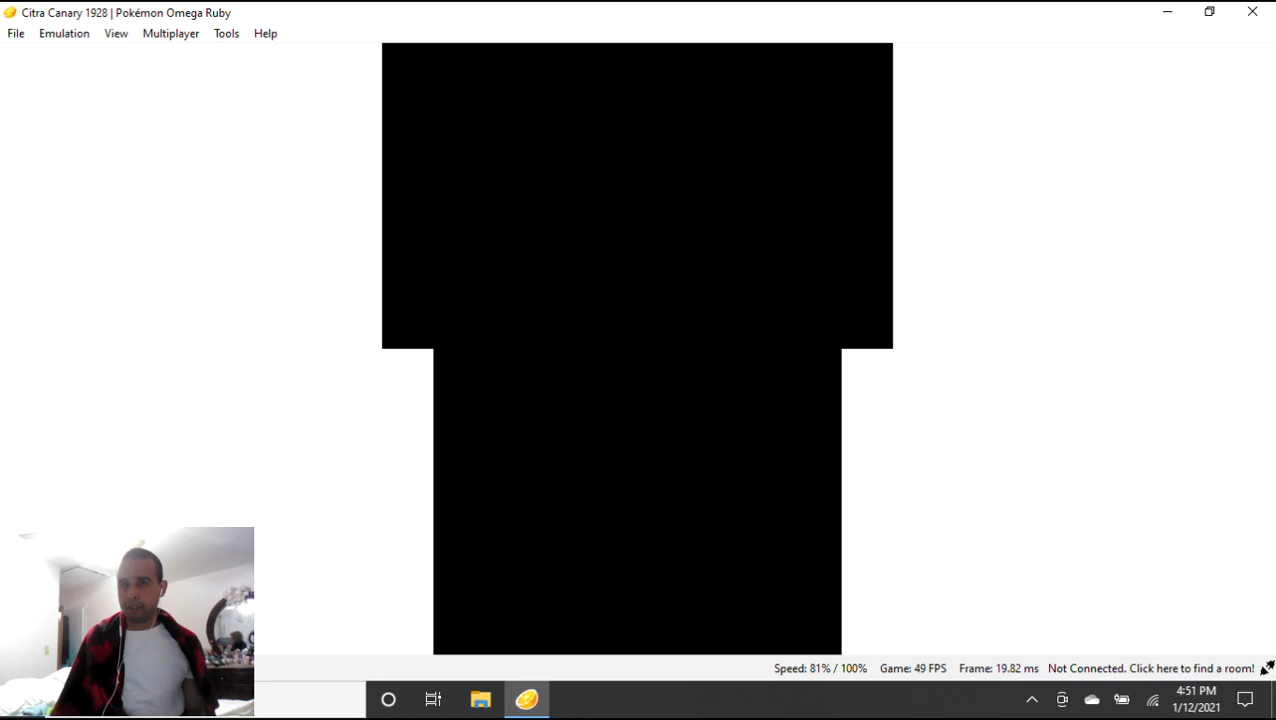 Citra Canary 1928 | Pokémon Omega Ruby
File Emulation View Multiplayer Tools Help
Speed: 81% / 100% Game: 49 FPS Frame: 19.82 ms Not Connected. Click here to find a room!
4:51 PM
1/12/2021